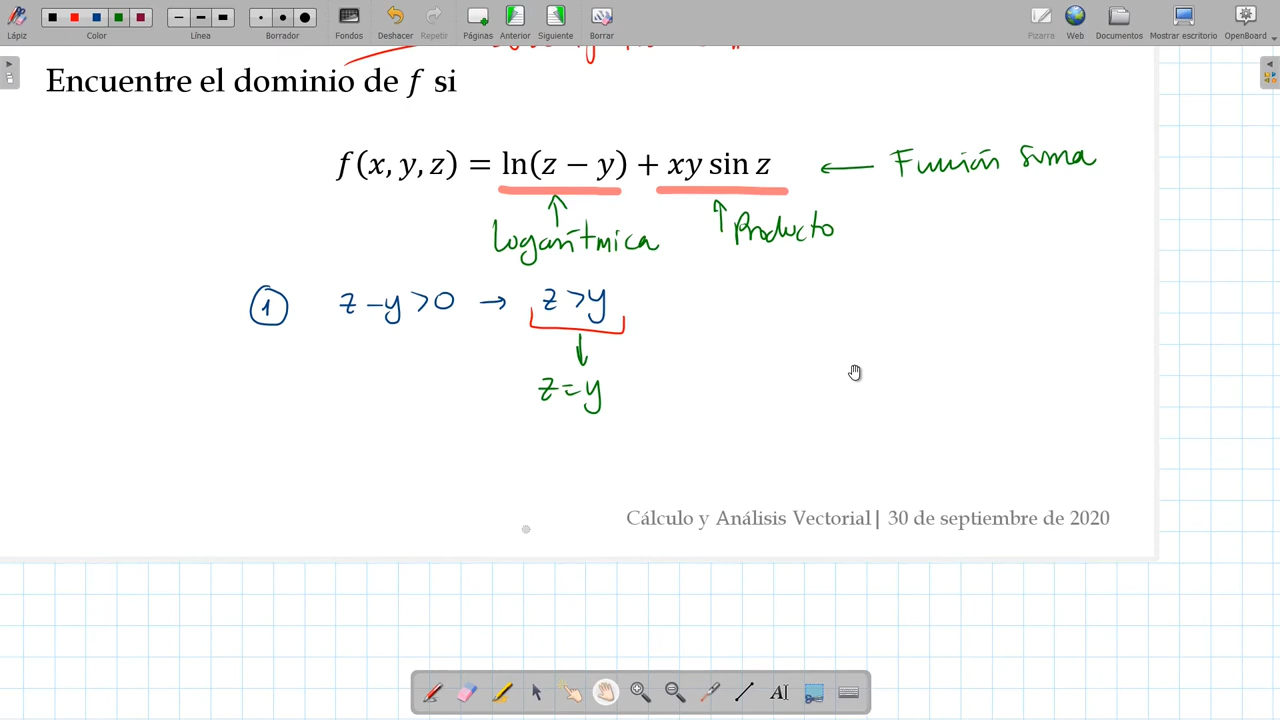 Lápiz Color Línea Borrador Fondos Deshacer Repetir Páginas Anterior Siguiente Borrar Pizarra Web Documentos Mostrar escritorio OpenBoard
Encuentre el dominio de f si
f(x, y, z) = ln(z − y) + xy sin z ← Función Suma
↑ ↑ Producto
Logarítmica
1 z - y > 0 → z > y
↓
z = y
Cálculo y Análisis Vectorial| 30 de septiembre de 2020
AI